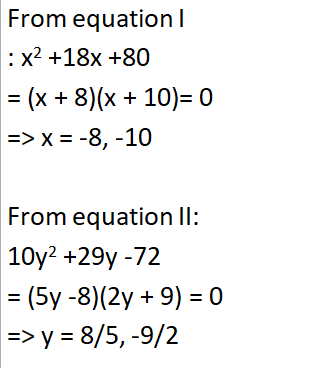 From equation I
: x² +18x +80
= (x + 8)(x + 10)= 0
=> x = -8, -10
From equation II:
10y² +29y -72
= (5y -8)(2y + 9) = 0
=> y = 8/5, -9/2